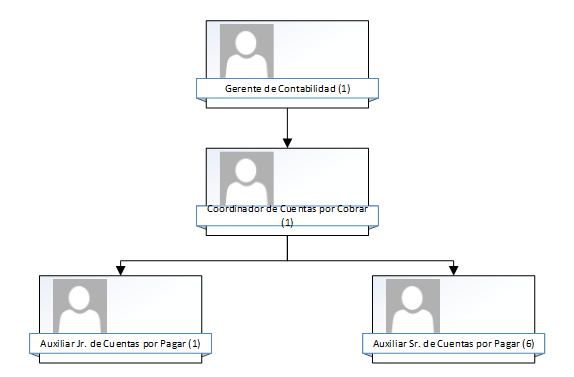 Gerente de Contabilidad (1)
Coordinador de Cuentas por Cobrar
(1)
Auxiliar Jr. de Cuentas por Pagar (1)
Auxiliar Sr. de Cuentas por Pagar (6)